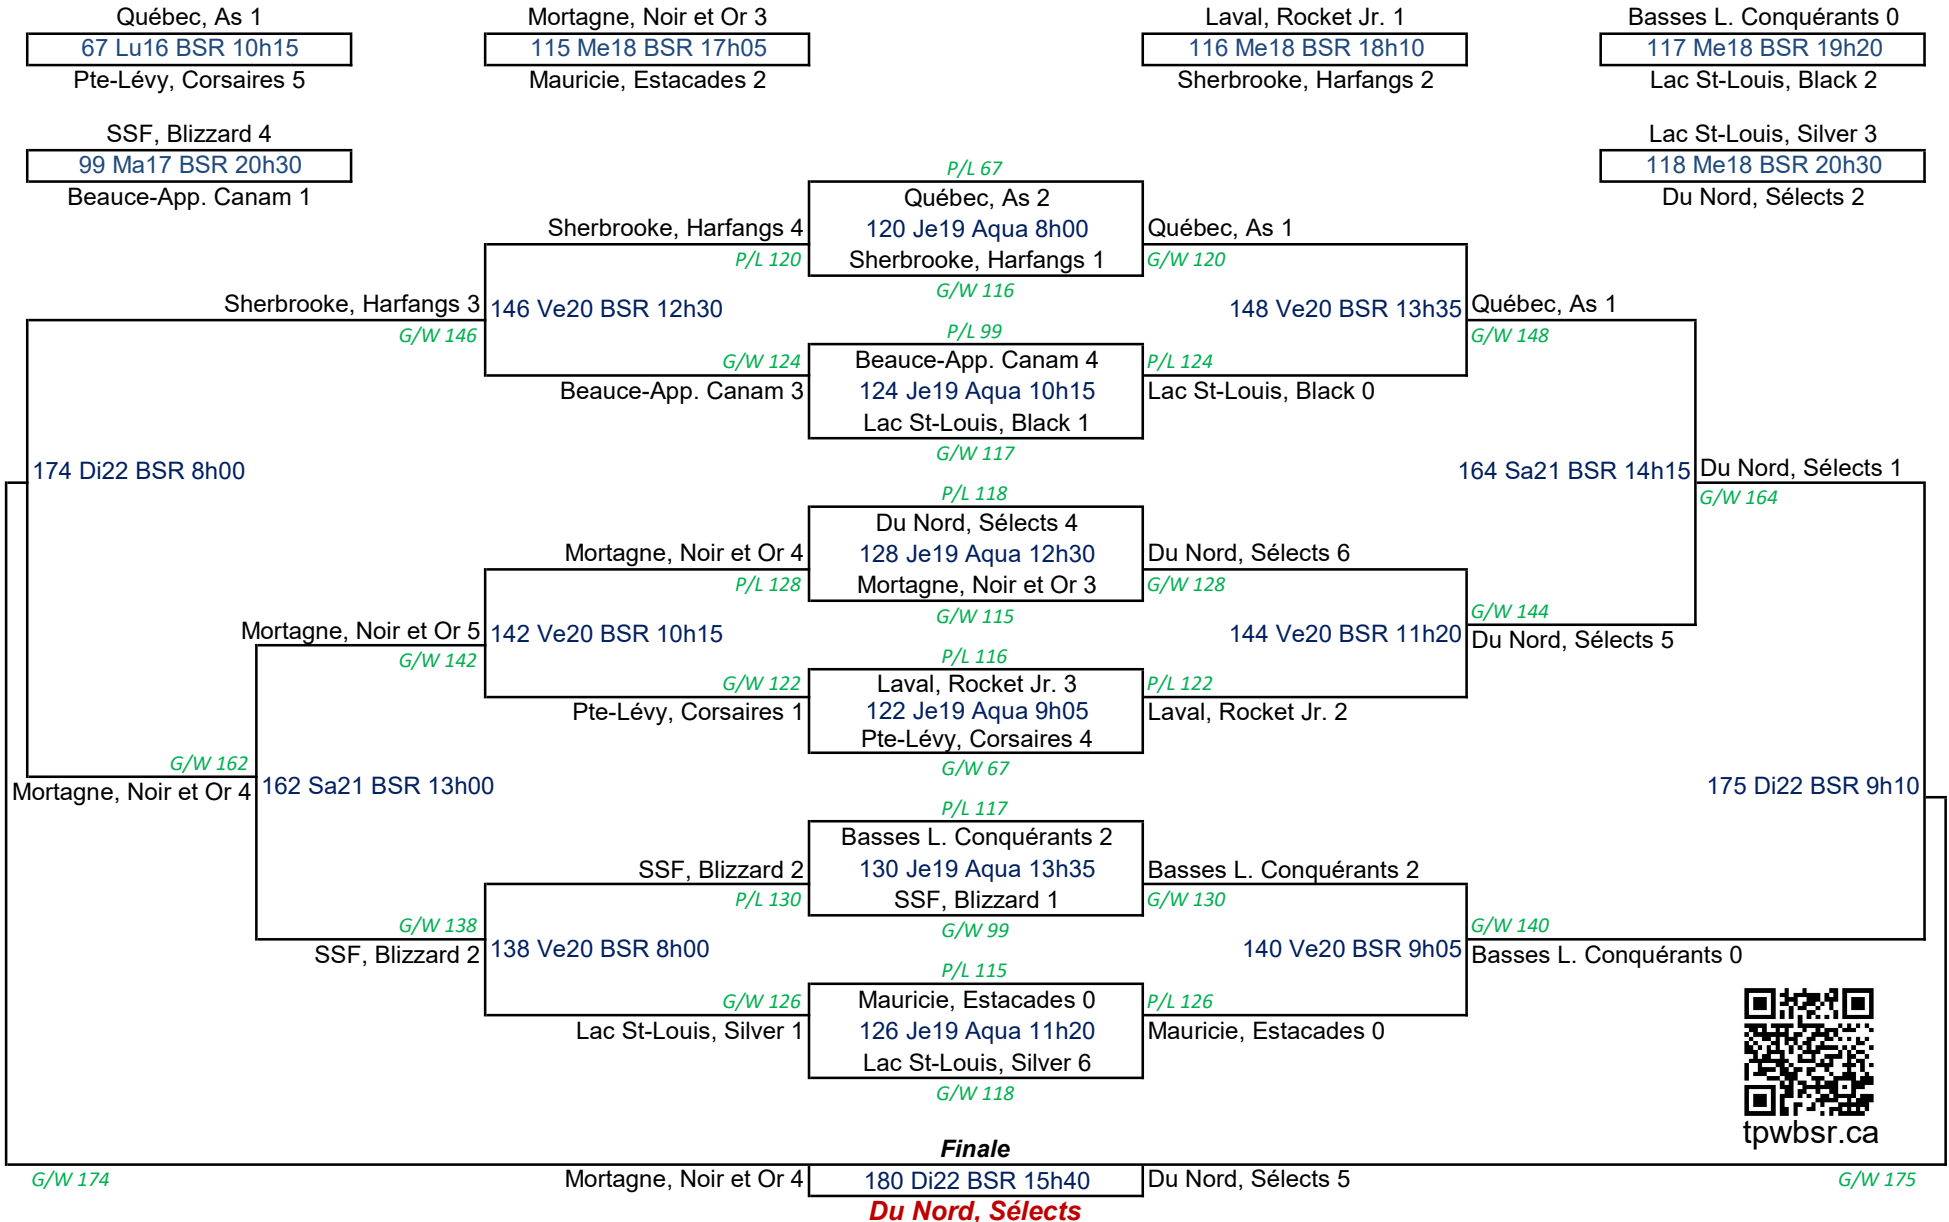 Québec, As 1
67 Lu16 BSR 10h15
Pte-Lévy, Corsaires 5
Mortagne, Noir et Or 3
115 Me18 BSR 17h05
Mauricie, Estacades 2
Laval, Rocket Jr. 1
116 Me18 BSR 18h10
Sherbrooke, Harfangs 2
Basses L. Conquérants 0
117 Me18 BSR 19h20
Lac St-Louis, Black 2
SSF, Blizzard 4
99 Ma17 BSR 20h30
Beauce-App. Canam 1
Lac St-Louis, Silver 3
118 Me18 BSR 20h30
Du Nord, Sélects 2
P/L 67
Québec, As 2
120 Je19 Aqua 8h00
Sherbrooke, Harfangs 1
G/W 116
Sherbrooke, Harfangs 4
P/L 120
Québec, As 1
G/W 120
Sherbrooke, Harfangs 3
G/W 146
146 Ve20 BSR 12h30
148 Ve20 BSR 13h35
Québec, As 1
G/W 148
P/L 99
Beauce-App. Canam 4
124 Je19 Aqua 10h15
Lac St-Louis, Black 1
G/W 117
G/W 124
Beauce-App. Canam 3
P/L 124
Lac St-Louis, Black 0
174 Di22 BSR 8h00
164 Sa21 BSR 14h15
Du Nord, Sélects 1
G/W 164
P/L 118
Du Nord, Sélects 4
128 Je19 Aqua 12h30
Mortagne, Noir et Or 3
G/W 115
Mortagne, Noir et Or 4
P/L 128
Du Nord, Sélects 6
G/W 128
Mortagne, Noir et Or 5
G/W 142
142 Ve20 BSR 10h15
144 Ve20 BSR 11h20
G/W 144
Du Nord, Sélects 5
P/L 116
Laval, Rocket Jr. 3
122 Je19 Aqua 9h05
Pte-Lévy, Corsaires 4
G/W 67
G/W 122
Pte-Lévy, Corsaires 1
P/L 122
Laval, Rocket Jr. 2
G/W 162
Mortagne, Noir et Or 4
162 Sa21 BSR 13h00
175 Di22 BSR 9h10
P/L 117
Basses L. Conquérants 2
130 Je19 Aqua 13h35
SSF, Blizzard 1
G/W 99
SSF, Blizzard 2
P/L 130
Basses L. Conquérants 2
G/W 130
G/W 138
SSF, Blizzard 2
138 Ve20 BSR 8h00
140 Ve20 BSR 9h05
G/W 140
Basses L. Conquérants 0
P/L 115
Mauricie, Estacades 0
126 Je19 Aqua 11h20
Lac St-Louis, Silver 6
G/W 118
G/W 126
Lac St-Louis, Silver 1
P/L 126
Mauricie, Estacades 0
tpwbsr.ca
Finale
G/W 174
Mortagne, Noir et Or 4
180 Di22 BSR 15h40
Du Nord, Sélects 5
G/W 175
Du Nord, Sélects